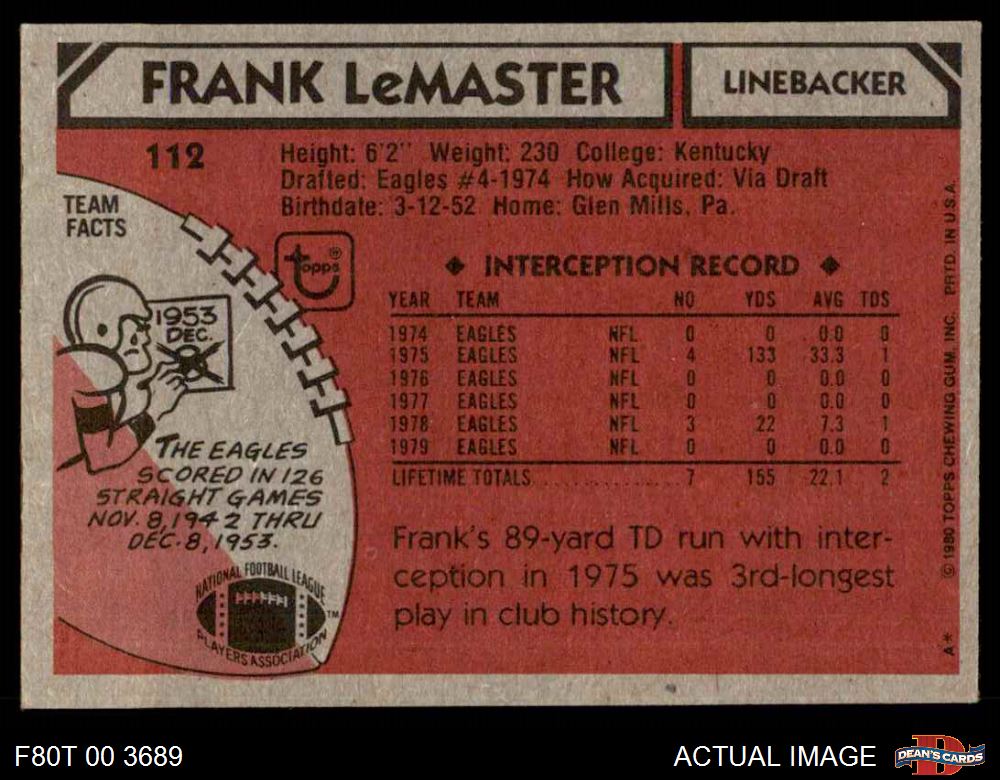 FRANK LeMASTER
LINEBACKER
112
Height: 6'2" Weight: 230 College: Kentucky
Drafted: Eagles #4-1974 How Acquired: Via Draft
Birthdate: 3-12-52 Home: Glen Mills, Pa.
TEAM
FACTS
topps®
1953
DEC.
8
THE EAGLES
SCORED IN 126
STRAIGHT GAMES
NOV. 8, 1942 THRU
DEC. 8, 1953.
NATIONAL FOOTBALL LEAGUE
PLAYERS ASSOCIATION
TM
◆ INTERCEPTION RECORD ◆
YEAR TEAM NO YDS AVG TDS
1974 EAGLES NFL 0 0 0.0 0
1975 EAGLES NFL 4 133 33.3 1
1976 EAGLES NFL 0 0 0.0 0
1977 EAGLES NFL 0 0 0.0 0
1978 EAGLES NFL 3 22 7.3 1
1979 EAGLES NFL 0 0 0.0 0
LIFETIME TOTALS .................. 7 155 22.1 2
Frank's 89-yard TD run with inter-
ception in 1975 was 3rd-longest
play in club history.
A* © 1980 TOPPS CHEWING GUM, INC. PRTD. IN U.S.A.
F80T 00 3689
ACTUAL IMAGE
D
DEAN'S CARDS